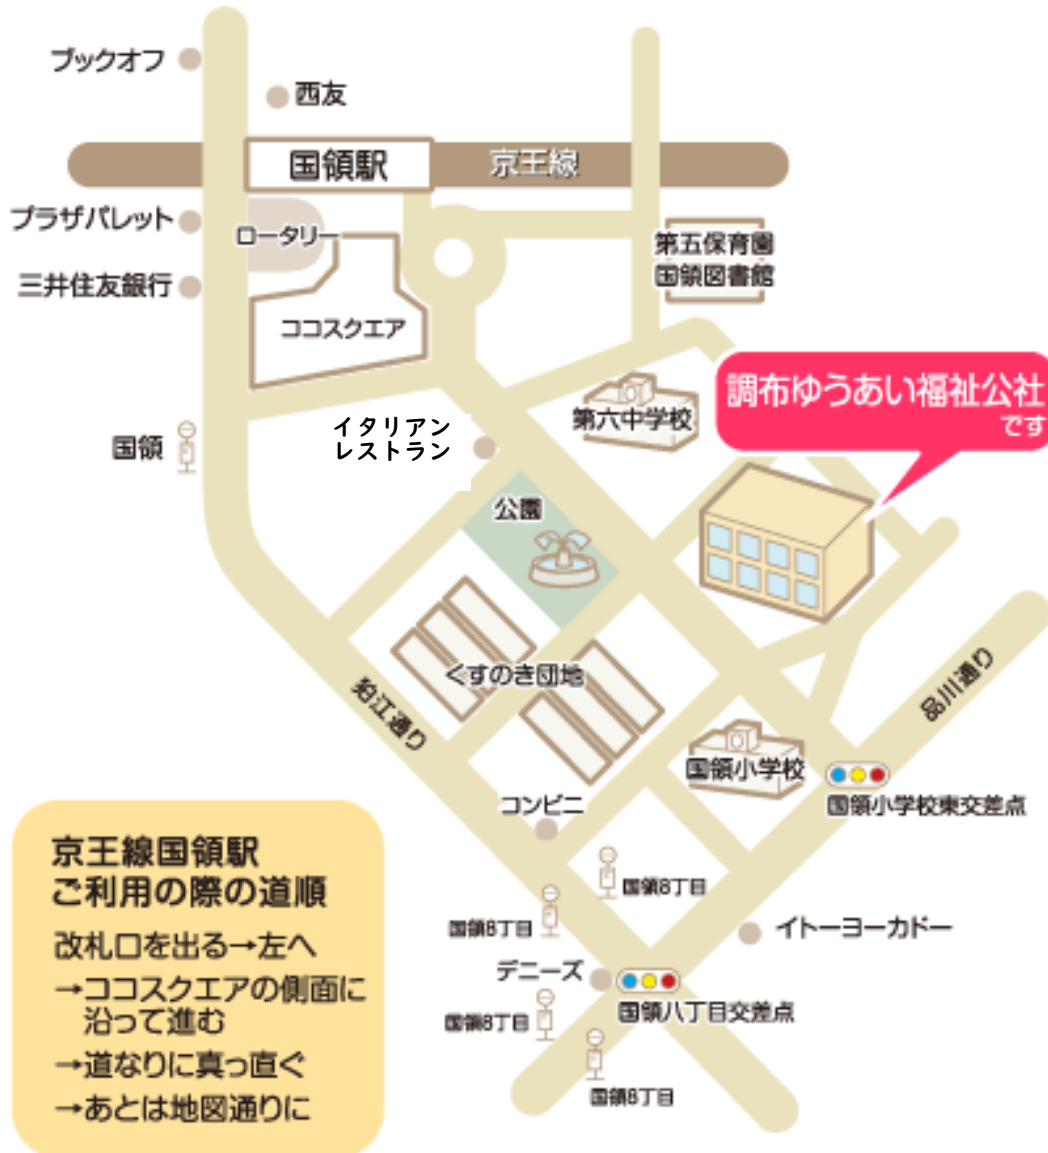 ブックオフ
西友
国領駅
京王線
プラザパレット
ロータリー
第五保育園
国領図書館
三井住友銀行
ココスクエア
調布ゆうあい福祉公社
です
第六中学校
イタリアン
レストラン
国領
公園
くすのき団地
狛江通り
品川通り
国領小学校
国領小学校東交差点
コンビニ
国領8丁目
国領8丁目
イトーヨーカドー
デニーズ
国領八丁目交差点
国領8丁目
国領8丁目
京王線国領駅
ご利用の際の道順
改札口を出る→左へ
→ココスクエアの側面に
沿って進む
→道なりに真っ直ぐ
→あとは地図通りに